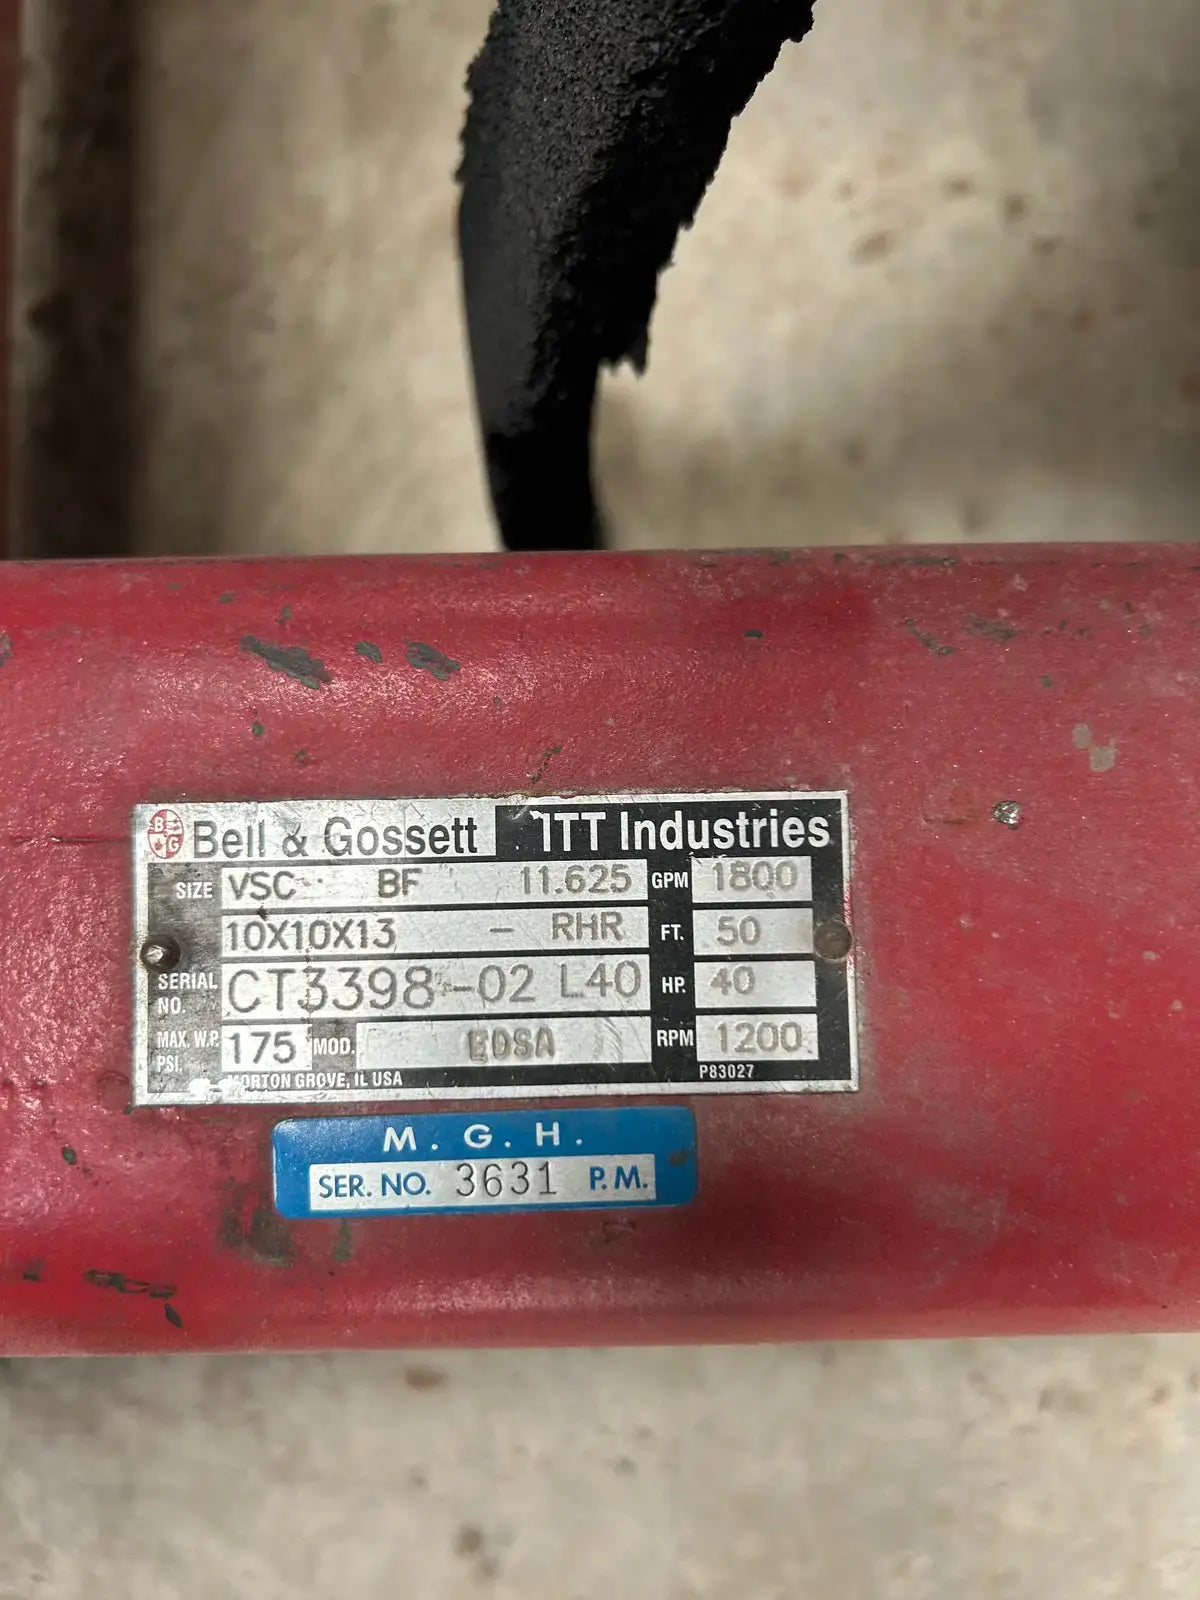 B G Bell & Gossett ITT Industries
SIZE VSC BF 11.625 GPM 1800
10X10X13 - RHR FT. 50
SERIAL NO. CT3398-02 L40 HP. 40
MAX. W.P. PSI. 175 MOD. EDSA RPM 1200
MORTON GROVE, IL USA P83027
M. G. H.
SER. NO. 3631 P.M.